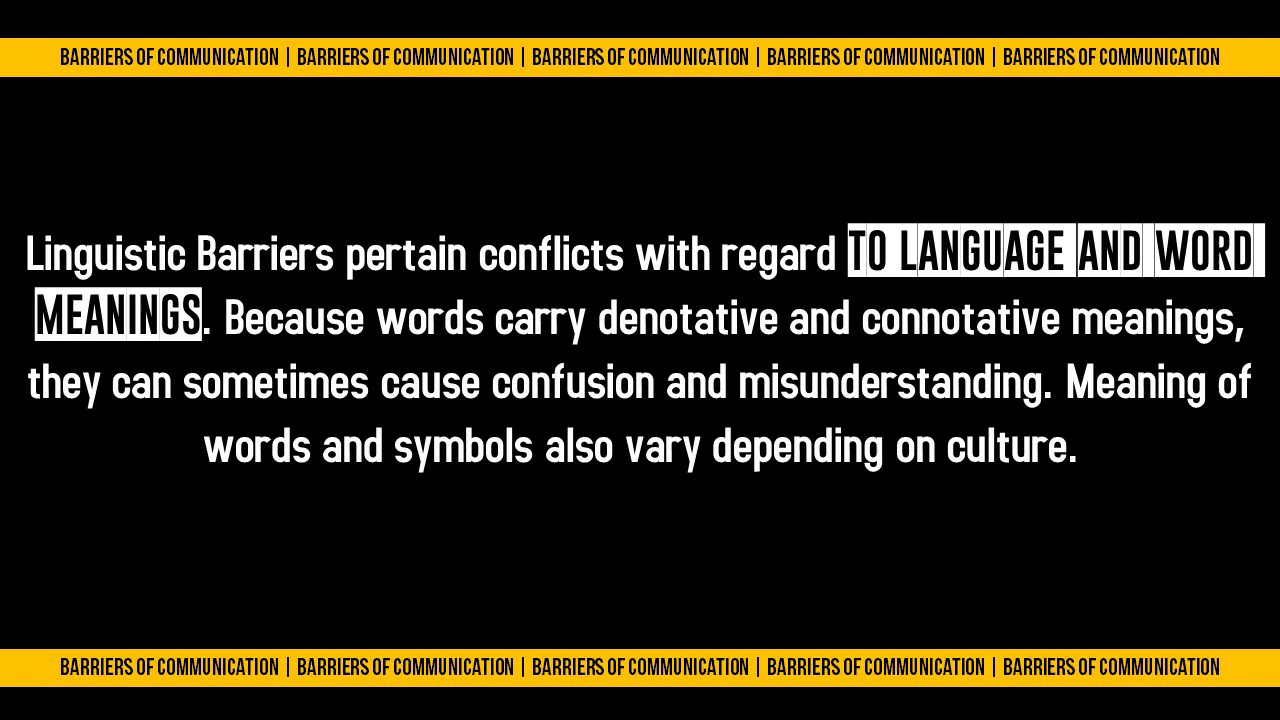 BARRIERS OF COMMUNICATION | BARRIERS OF COMMUNICATION | BARRIERS OF COMMUNICATION | BARRIERS OF COMMUNICATION | BARRIERS OF COMMUNICATION
Linguistic Barriers pertain conflicts with regard TO LANGUAGE AND WORD
MEANINGS. Because words carry denotative and connotative meanings,
they can sometimes cause confusion and misunderstanding. Meaning of
words and symbols also vary depending on culture.
BARRIERS OF COMMUNICATION | BARRIERS OF COMMUNICATION | BARRIERS OF COMMUNICATION | BARRIERS OF COMMUNICATION | BARRIERS OF COMMUNICATION